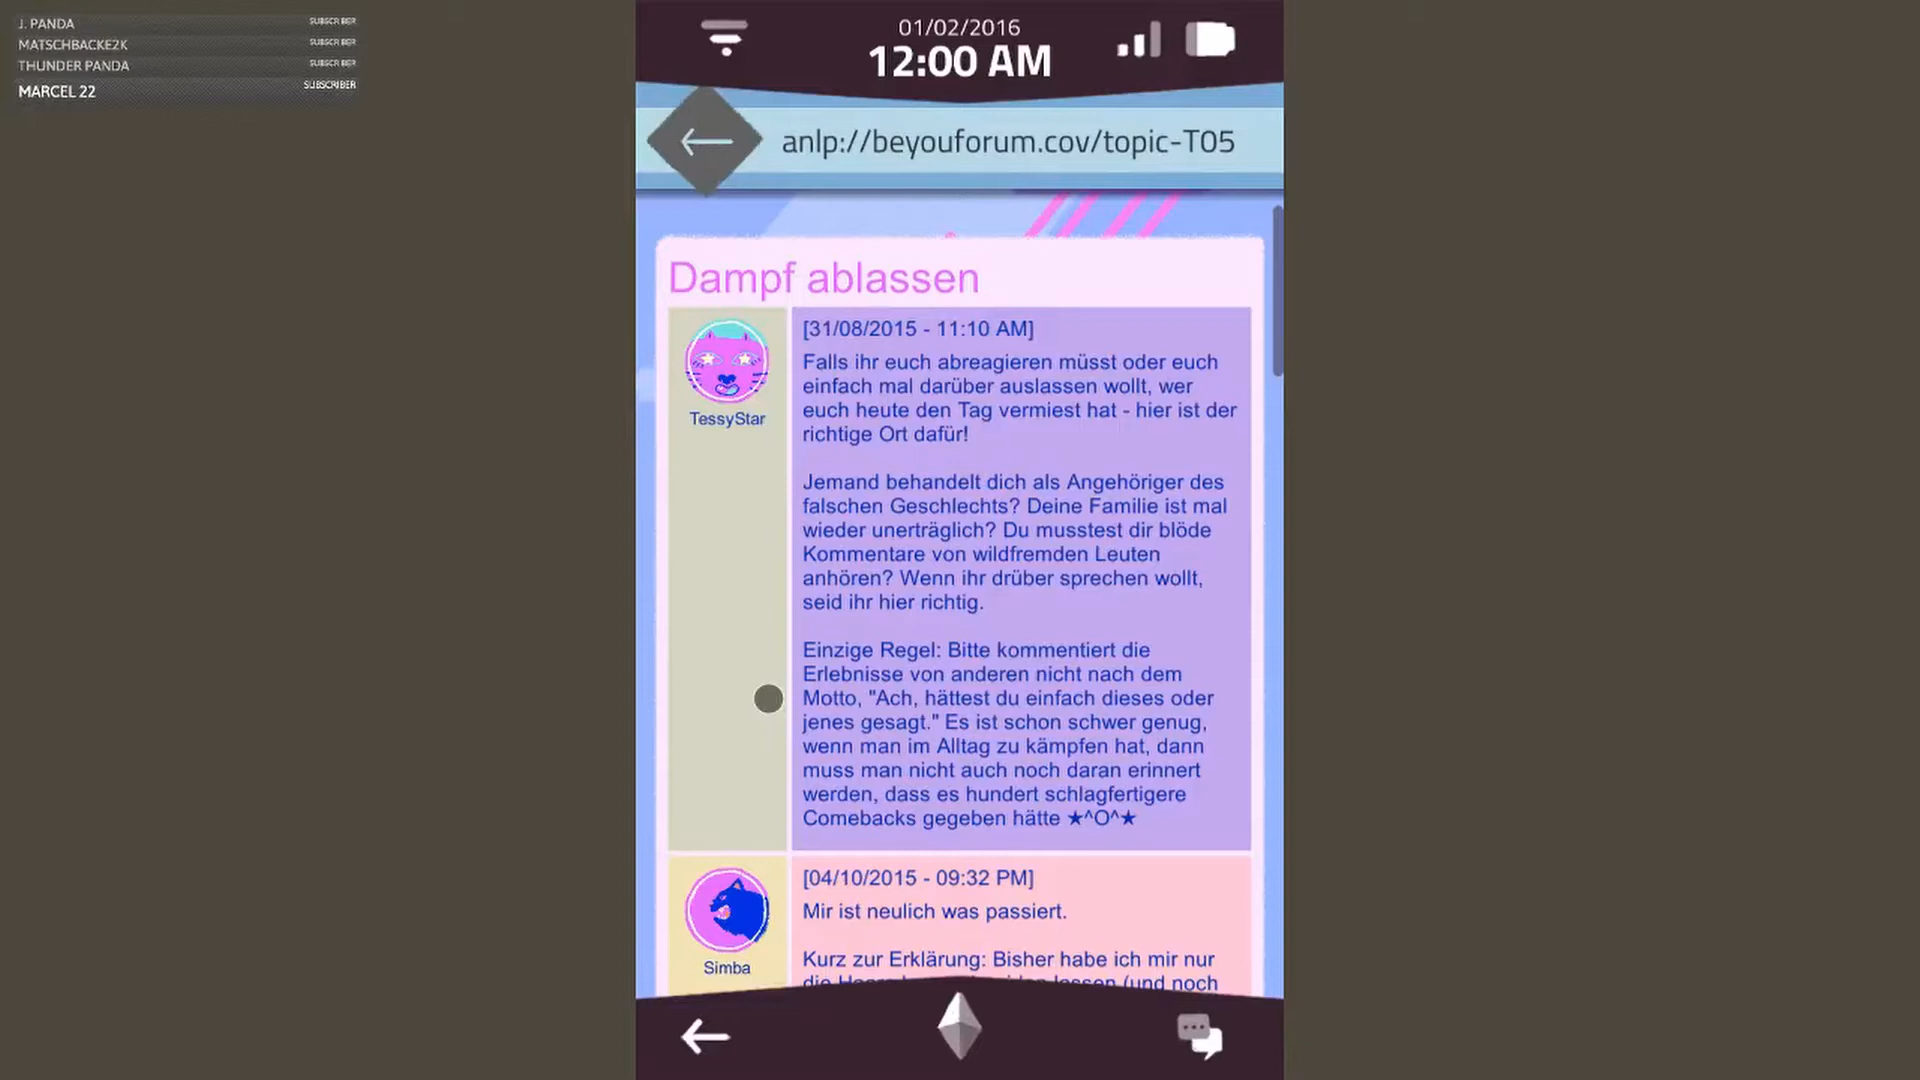 J. PANDA SUBSCRIBER
MATSCHBACKE2K SUBSCRIBER
THUNDER PANDA SUBSCRIBER
MARCEL 22 SUBSCRIBER
01/02/2016
12:00 AM
anlp://beyouforum.cov/topic-T05
Dampf ablassen
TessyStar
[31/08/2015 - 11:10 AM]
Falls ihr euch abreagieren müsst oder euch
einfach mal darüber auslassen wollt, wer
euch heute den Tag vermiest hat - hier ist der
richtige Ort dafür!
Jemand behandelt dich als Angehöriger des
falschen Geschlechts? Deine Familie ist mal
wieder unerträglich? Du musstest dir blöde
Kommentare von wildfremden Leuten
anhören? Wenn ihr drüber sprechen wollt,
seid ihr hier richtig.
Einzige Regel: Bitte kommentiert die
Erlebnisse von anderen nicht nach dem
Motto, "Ach, hättest du einfach dieses oder
jenes gesagt." Es ist schon schwer genug,
wenn man im Alltag zu kämpfen hat, dann
muss man nicht auch noch daran erinnert
werden, dass es hundert schlagfertigere
Comebacks gegeben hätte ★^O^★
Simba
[04/10/2015 - 09:32 PM]
Mir ist neulich was passiert.
Kurz zur Erklärung: Bisher habe ich mir nur
die lassen (und noch